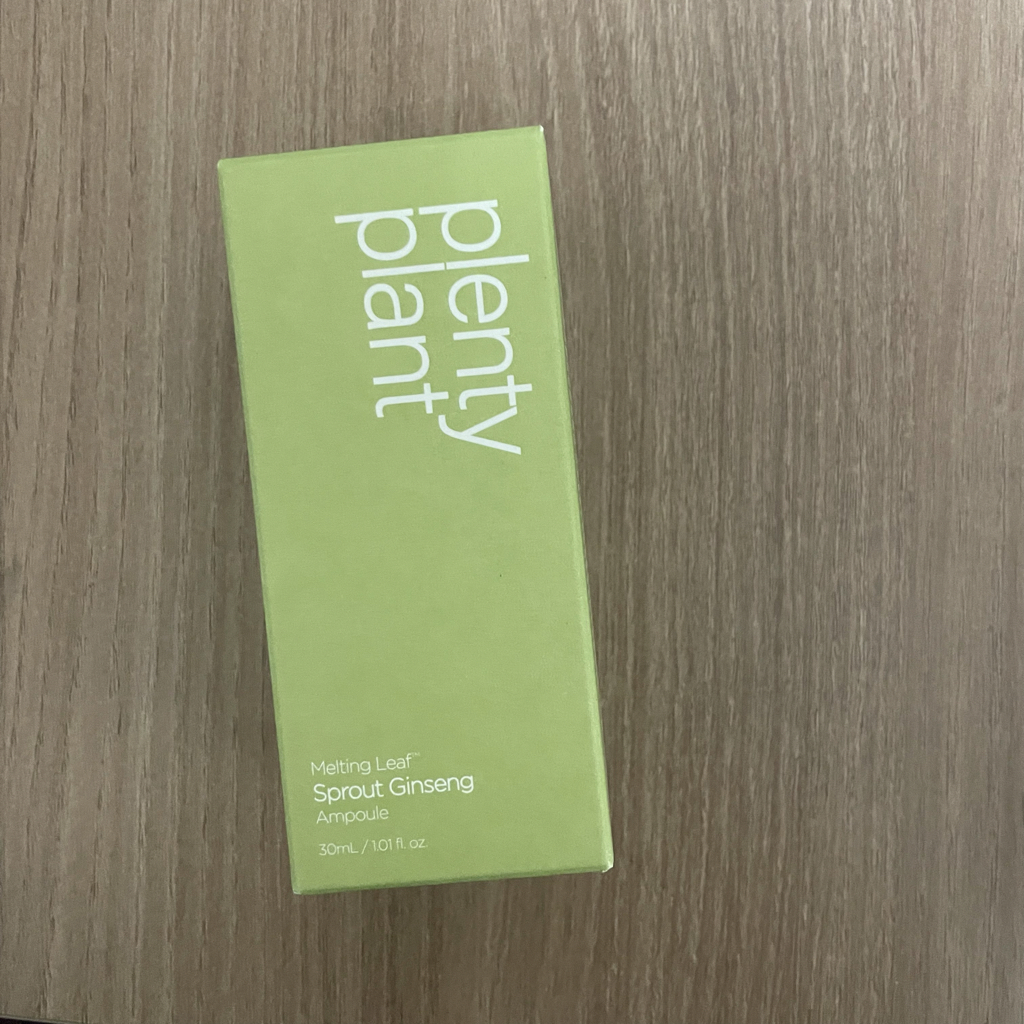 plenty
plant
Melting Leaf™
Sprout Ginseng
Ampoule
30mL / 1.01 fl. oz.